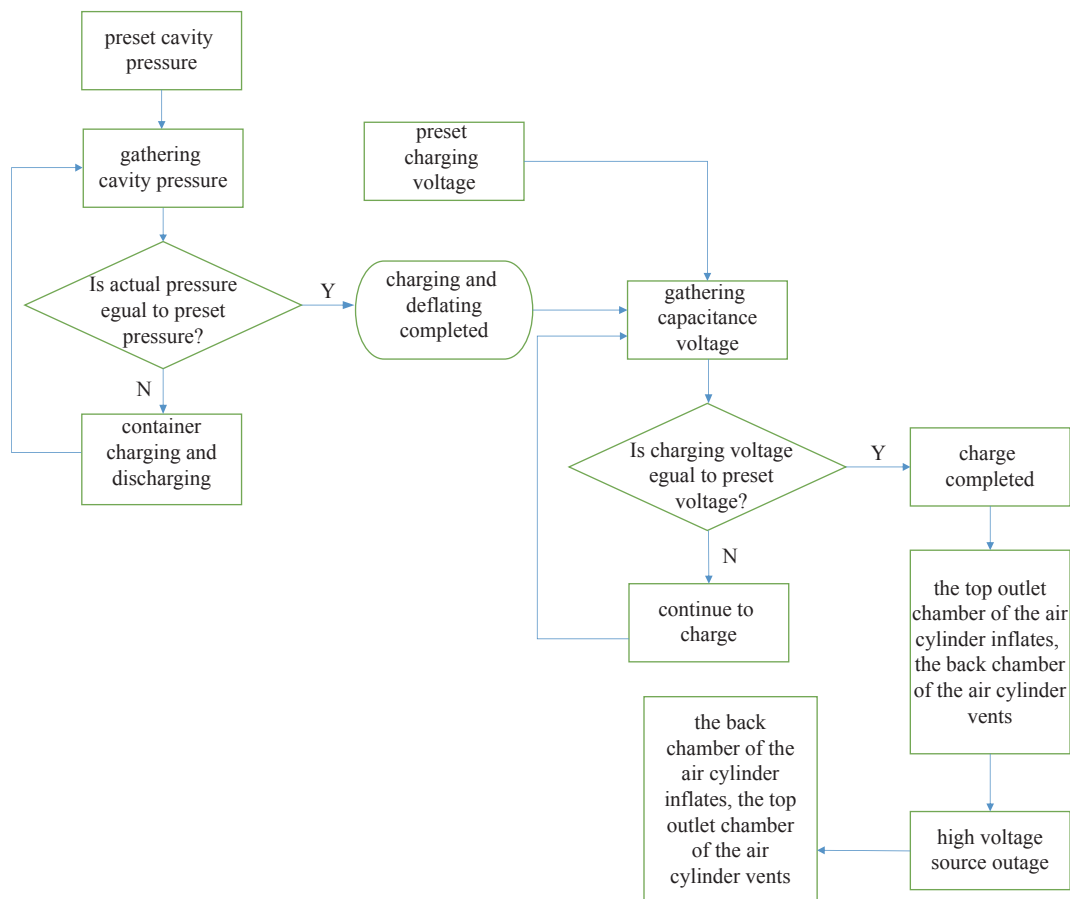 preset cavity
pressure
gathering
cavity pressure
Is actual pressure
egual to preset
pressure?
Y
N
container
charging and
discharging
charging and
deflating
completed
preset
charging
voltage
gathering
capacitance
voltage
Is charging voltage
egual to preset
voltage?
Y
N
continue to
charge
charge
completed
the top outlet
chamber of the air
cylinder inflates,
the back chamber
of the air cylinder
vents
high voltage
source outage
the back
chamber of the
air cylinder
inflates, the top
outlet chamber
of the air
cylinder vents